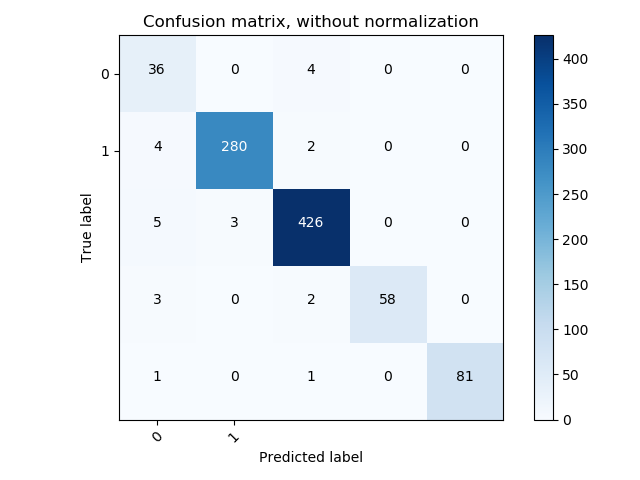 Confusion matrix, without normalization
0 36 0 4 0 0
1 4 280 2 0 0
5 3 426 0 0
3 0 2 58 0
1 0 1 0 81
0 1
True label
Predicted label
400
350
300
250
200
150
100
50
0